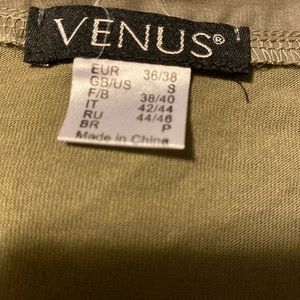 VENUS®
EUR 36/38
GB/US S
F/B 38/40
IT 42/44
RU 44/46
BR P
Made in China